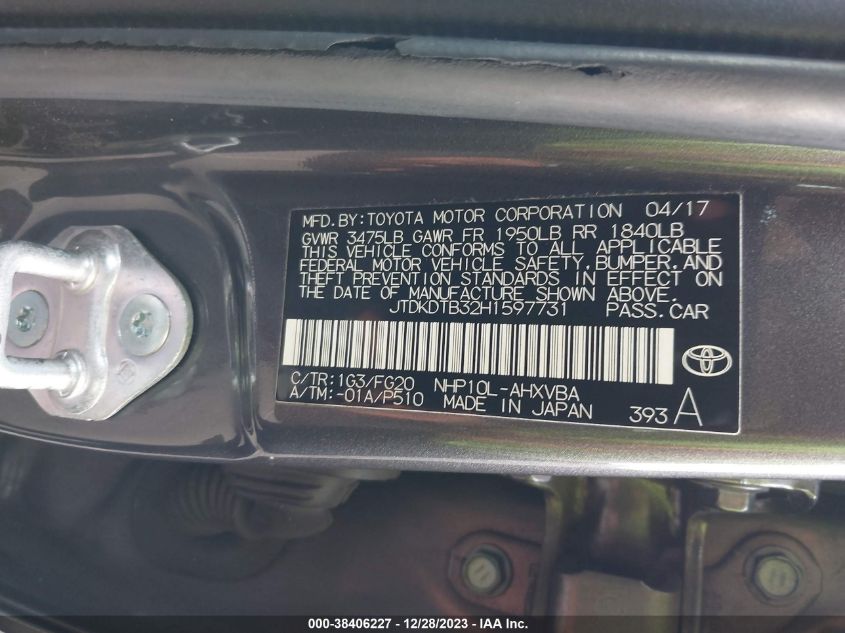 MFD.BY:TOYOTA MOTOR CORPORATION 04/17
GVWR 3475LB GAWR FR 1950LB RR 1840LB
THIS VEHICLE CONFORMS TO ALL APPLICABLE
FEDERAL MOTOR VEHICLE SAFETY, BUMPER, AND
THEFT PREVENTION STANDARDS IN EFFECT ON
THE DATE OF MANUFACTURE SHOWN ABOVE.
JTDKDTB32H1597731 PASS.CAR
C/TR:1G3/FG20 NHP10L-AHXVBA
A/TM:-01A/P510 MADE IN JAPAN 393 A
000-38406227 - 12/28/2023 - IAA Inc.